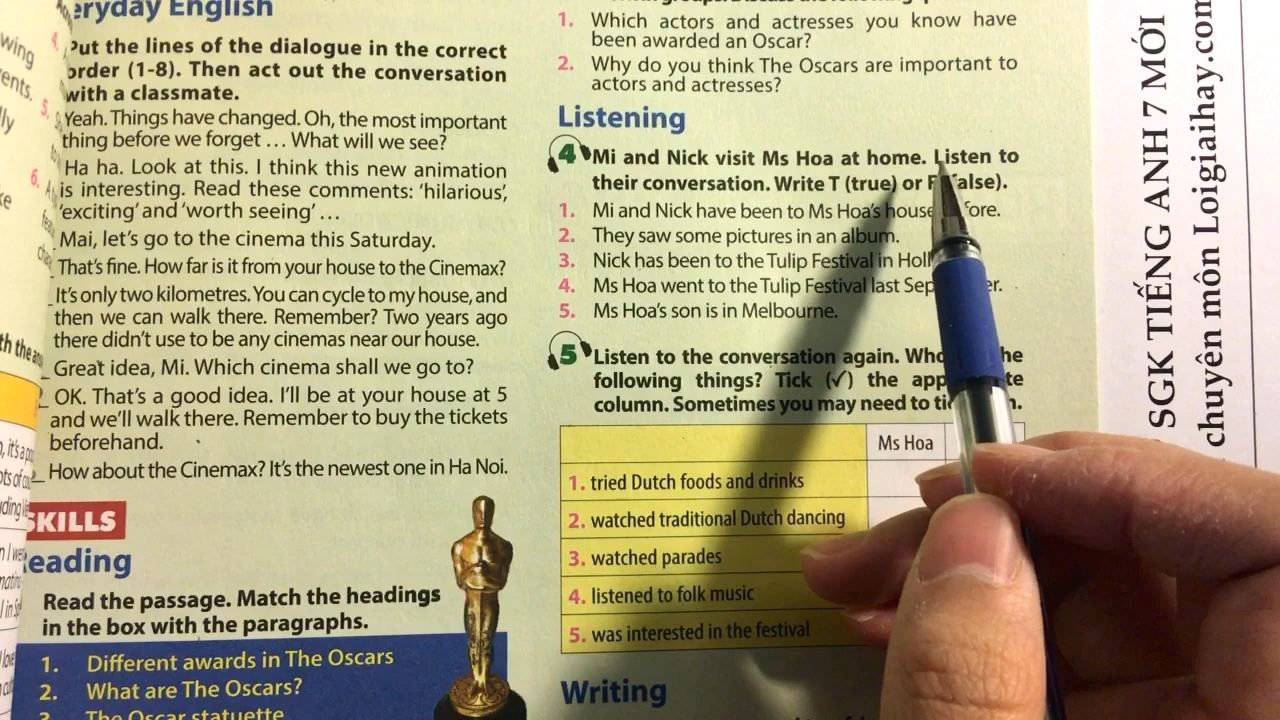 eryday English
Put the lines of the dialogue in the correct
order (1-8). Then act out the conversation
with a classmate.
Yeah. Things have changed. Oh, the most important
thing before we forget … What will we see?
Ha ha. Look at this. I think this new animation
is interesting. Read these comments: ‘hilarious’,
‘exciting’ and ‘worth seeing’ …
Mai, let’s go to the cinema this Saturday.
That’s fine. How far is it from your house to the Cinemax?
It’s only two kilometres. You can cycle to my house, and
then we can walk there. Remember? Two years ago
there didn’t use to be any cinemas near our house.
Great idea, Mi. Which cinema shall we go to?
OK. That’s a good idea. I’ll be at your house at 5
and we’ll walk there. Remember to buy the tickets
beforehand.
How about the Cinemax? It’s the newest one in Ha Noi.
SKILLS
eading
Read the passage. Match the headings
in the box with the paragraphs.
1. Different awards in The Oscars
2. What are The Oscars?
3. The Oscar statuette
1. Which actors and actresses you know have
been awarded an Oscar?
2. Why do you think The Oscars are important to
actors and actresses?
Listening
4 Mi and Nick visit Ms Hoa at home. Listen to
their conversation. Write T (true) or F alse).
1. Mi and Nick have been to Ms Hoa’s house fore.
2. They saw some pictures in an album.
3. Nick has been to the Tulip Festival in Holl
4. Ms Hoa went to the Tulip Festival last Sep er.
5. Ms Hoa’s son is in Melbourne.
5 Listen to the conversation again. Who he
following things? Tick (✓) the app te
column. Sometimes you may need to ti h.
Ms Hoa
1. tried Dutch foods and drinks
2. watched traditional Dutch dancing
3. watched parades
4. listened to folk music
5. was interested in the festival
Writing
SGK TIẾNG ANH 7 MỚI
chuyên môn Loigiaihay.com